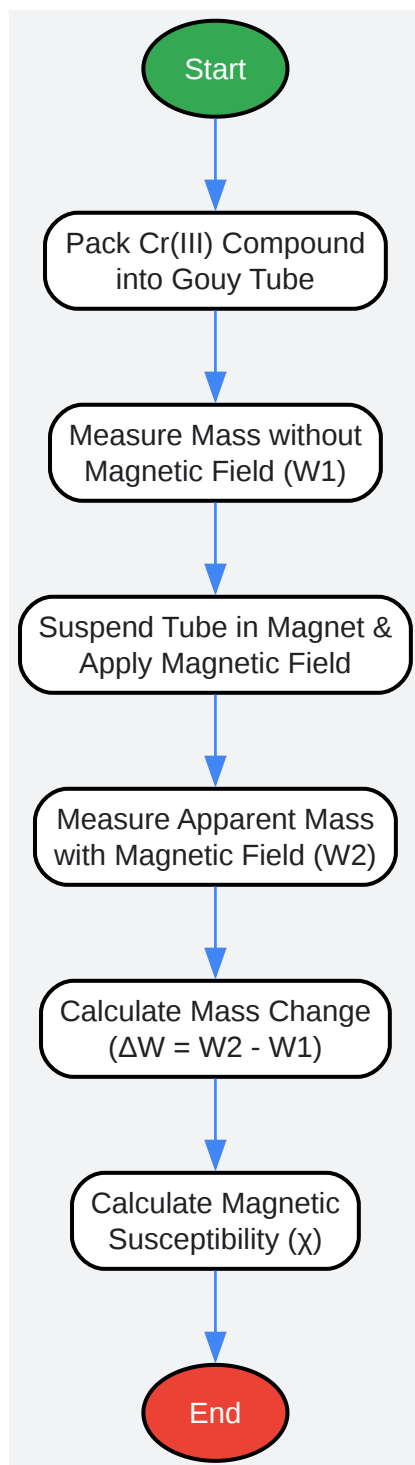 Start
Pack Cr(III) Compound
into Gouy Tube
Measure Mass without
Magnetic Field (W1)
Suspend Tube in Magnet &
Apply Magnetic Field
Measure Apparent Mass
with Magnetic Field (W2)
Calculate Mass Change
(ΔW = W2 - W1)
Calculate Magnetic
Susceptibility (χ)
End